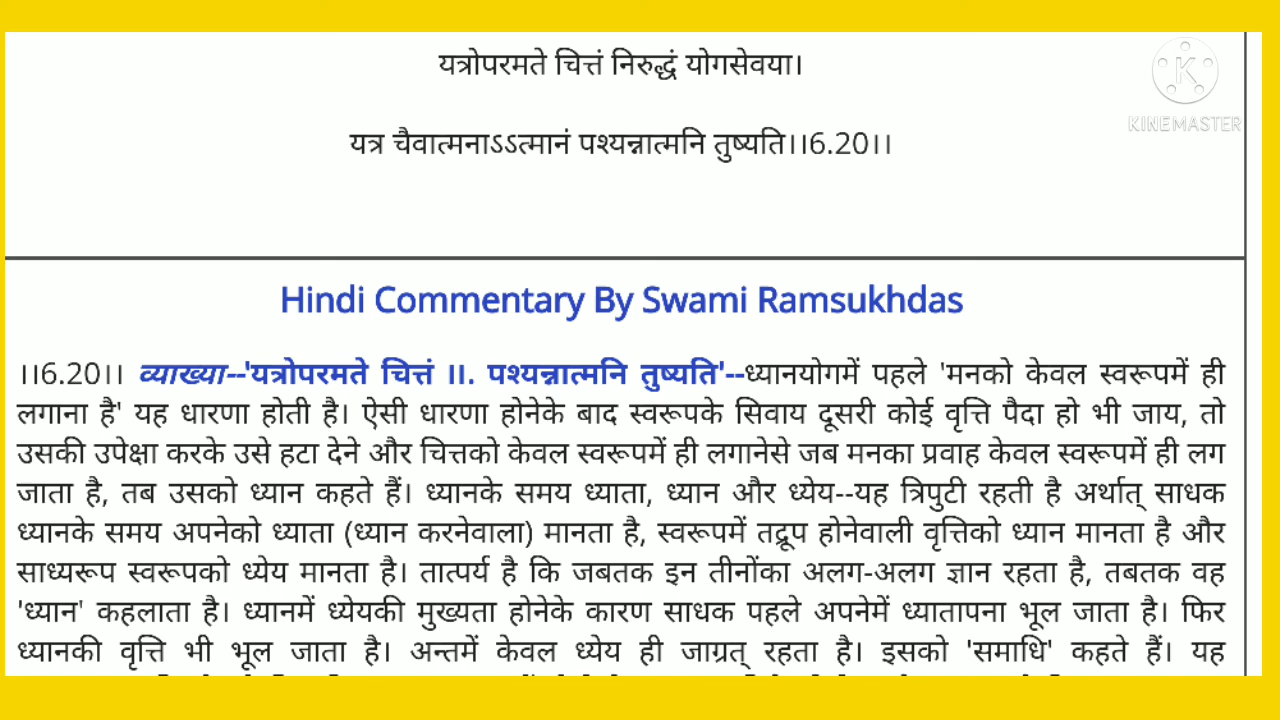 यत्रोपरमते चित्तं निरुद्धं योगसेवया।
K
KINEMASTER
यत्र चैवात्मनाऽऽत्मानं पश्यन्नात्मनि तुष्यति।।6.20।।
Hindi Commentary By Swami Ramsukhdas
।।6.20।। व्याख्या--'यत्रोपरमते चित्तं ৷৷. पश्यन्नात्मनि तुष्यति'--ध्यानयोगमें पहले 'मनको केवल स्वरूपमें ही
लगाना है' यह धारणा होती है। ऐसी धारणा होनेके बाद स्वरूपके सिवाय दूसरी कोई वृत्ति पैदा हो भी जाय, तो
उसकी उपेक्षा करके उसे हटा देने और चित्तको केवल स्वरूपमें ही लगानेसे जब मनका प्रवाह केवल स्वरूपमें ही लग
जाता है, तब उसको ध्यान कहते हैं। ध्यानके समय ध्याता, ध्यान और ध्येय--यह त्रिपुटी रहती है अर्थात् साधक
ध्यानके समय अपनेको ध्याता (ध्यान करनेवाला) मानता है, स्वरूपमें तद्रूप होनेवाली वृत्तिको ध्यान मानता है और
साध्यरूप स्वरूपको ध्येय मानता है। तात्पर्य है कि जबतक इन तीनोंका अलग-अलग ज्ञान रहता है, तबतक वह
'ध्यान' कहलाता है। ध्यानमें ध्येयकी मुख्यता होनेके कारण साधक पहले अपनेमें ध्यातापना भूल जाता है। फिर
ध्यानकी वृत्ति भी भूल जाता है। अन्तमें केवल ध्येय ही जाग्रत् रहता है। इसको 'समाधि' कहते हैं। यह